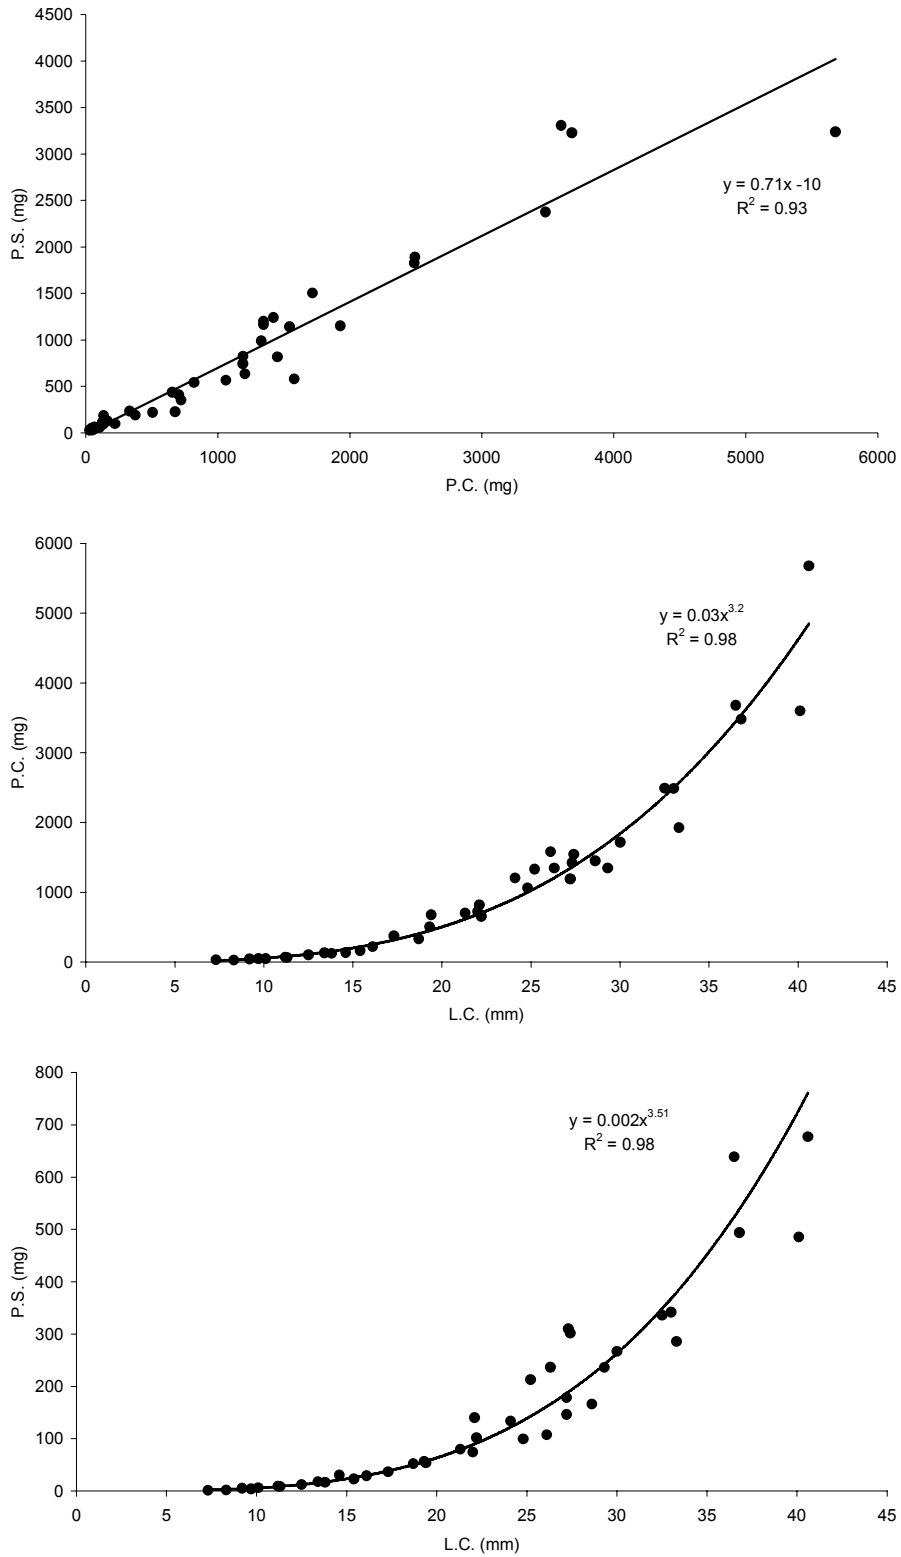 4500
4000
3500
3000
2500
2000
1500
1000
500
0
P.S. (mg)
y = 0.71x -10
R² = 0.93
0 1000 2000 3000 4000 5000 6000
P.C. (mg)
6000
5000
4000
3000
2000
1000
0
P.C. (mg)
y = 0.03x³·²
R² = 0.98
0 5 10 15 20 25 30 35 40 45
L.C. (mm)
800
700
600
500
400
300
200
100
0
P.S. (mg)
y = 0.002x³·⁵¹
R² = 0.98
0 5 10 15 20 25 30 35 40 45
L.C. (mm)